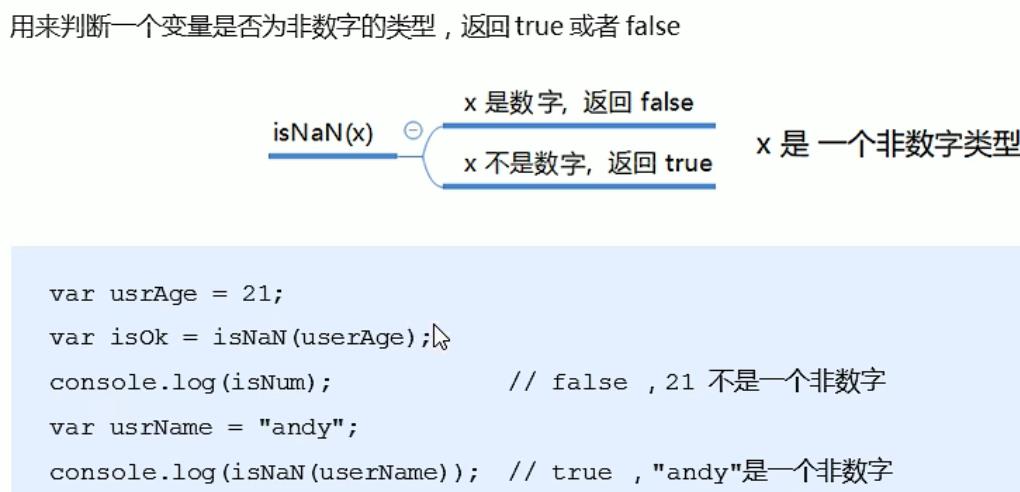 用来判断一个变量是否为非数字的类型，返回 true 或者 false
x 是数字，返回 false
isNaN(x)
x 不是数字，返回 true
x 是 一个非数字类型
var usrAge = 21;
var isOk = isNaN(userAge);
console.log(isNum); // false ，21 不是一个非数字
var usrName = "andy";
console.log(isNaN(userName)); // true ，"andy"是一个非数字